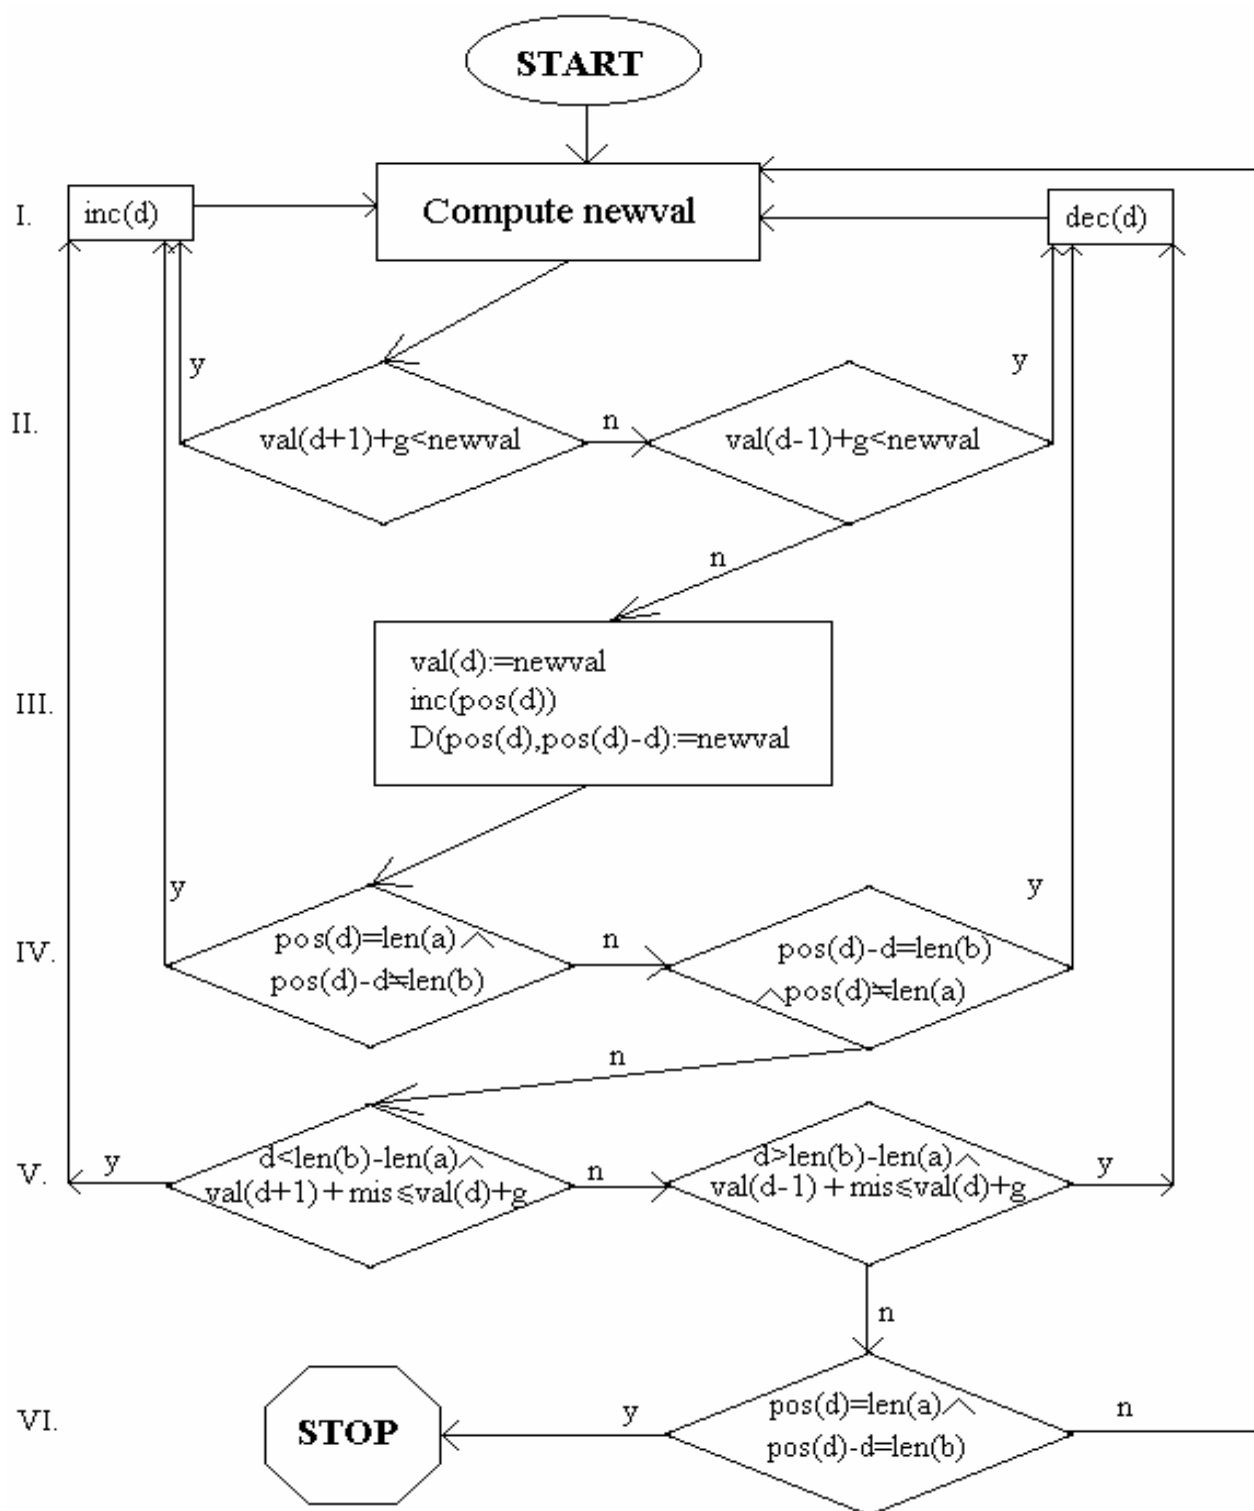 START
I.
inc(d)
Compute newval
dec(d)
y
y
II.
val(d+1)+g<newval
n
val(d-1)+g<newval
n
III.
val(d):=newval
inc(pos(d))
D(pos(d),pos(d)-d):=newval
y
y
IV.
pos(d)=len(a)∧
pos(d)-d≠len(b)
n
pos(d)-d=len(b)
∧pos(d)≠len(a)
n
V.
y
d<len(b)-len(a)∧
val(d+1)+mis≤val(d)+g
n
d>len(b)-len(a)∧
val(d-1)+mis≤val(d)+g
y
n
VI.
STOP
y
pos(d)=len(a)∧
pos(d)-d=len(b)
n